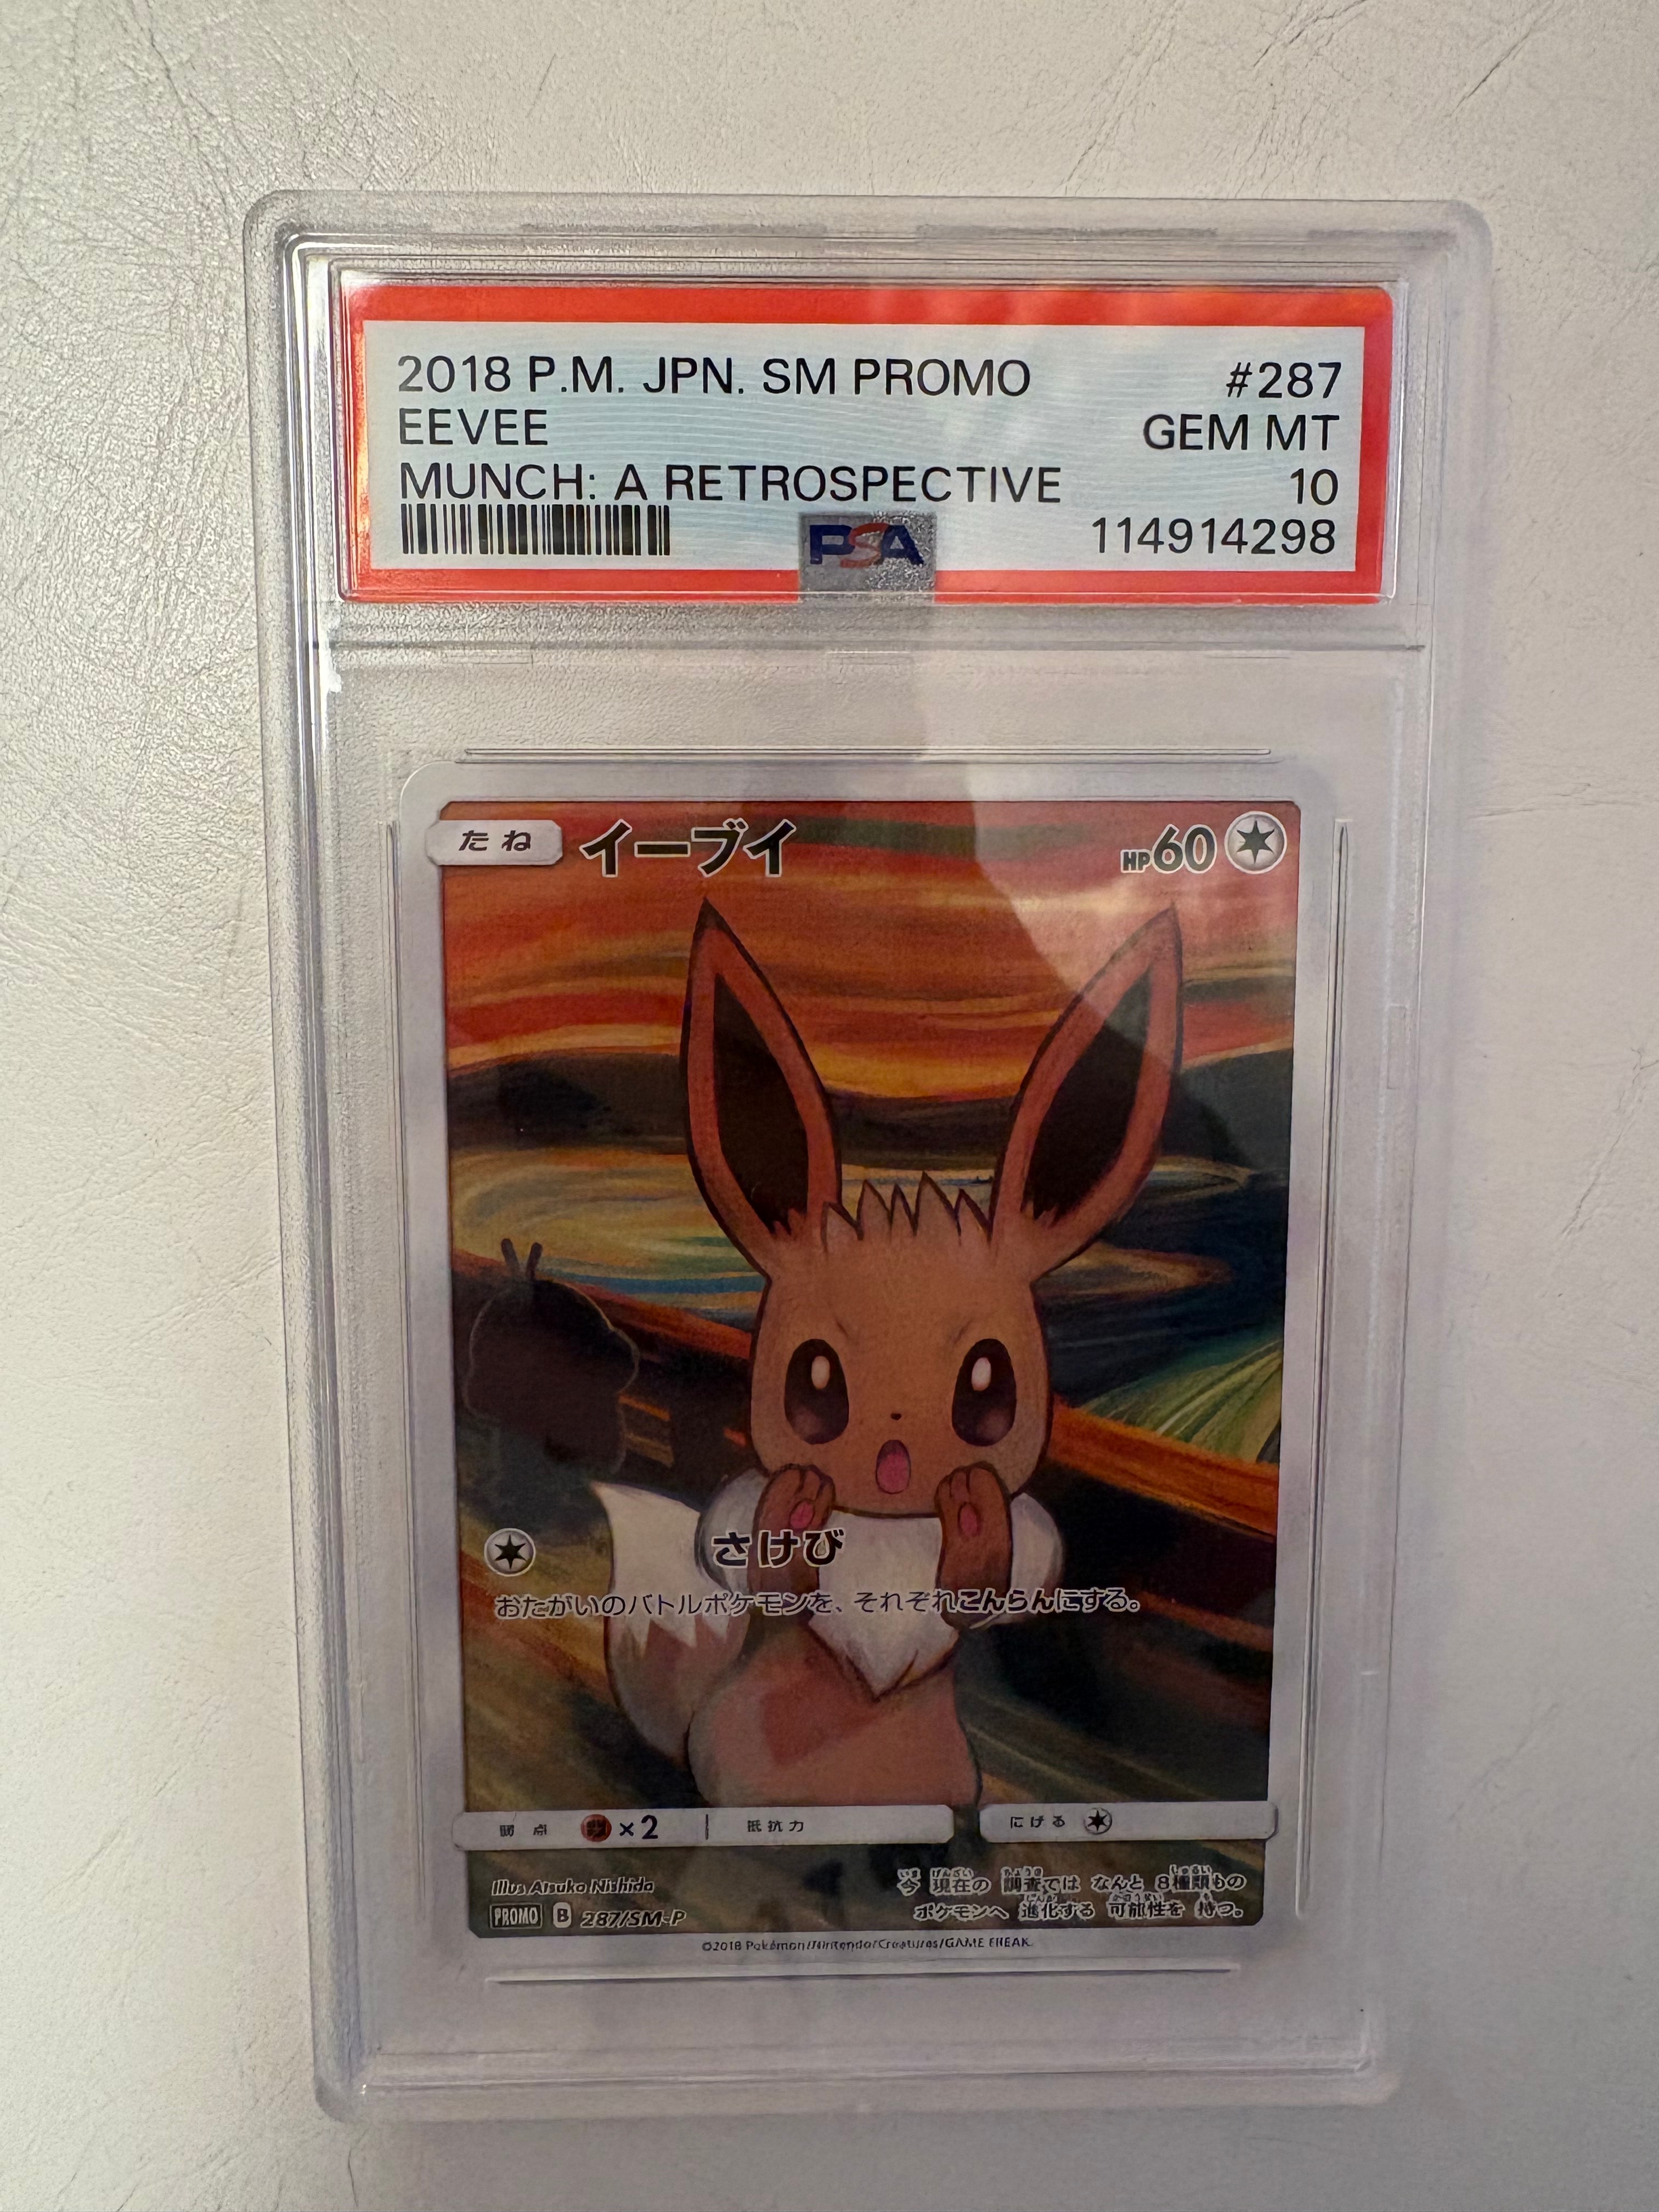 2018 P.M. JPN. SM PROMO #287
EEVEE GEM MT
MUNCH: A RETROSPECTIVE 10
PSA 114914298
たね イーブイ HP60
さけび
おたがいのバトルポケモンを、それぞれこんらんにする。
弱点 ×2 抵抗力 にげる
Illus. Atsuko Nishida
今 現在の 調査では なんと 8種類もの
ポケモンへ 進化する 可能性を 持つ。
PROMO B 287/SM-P
©2018 Pokémon/Nintendo/Creatures/GAME FREAK.